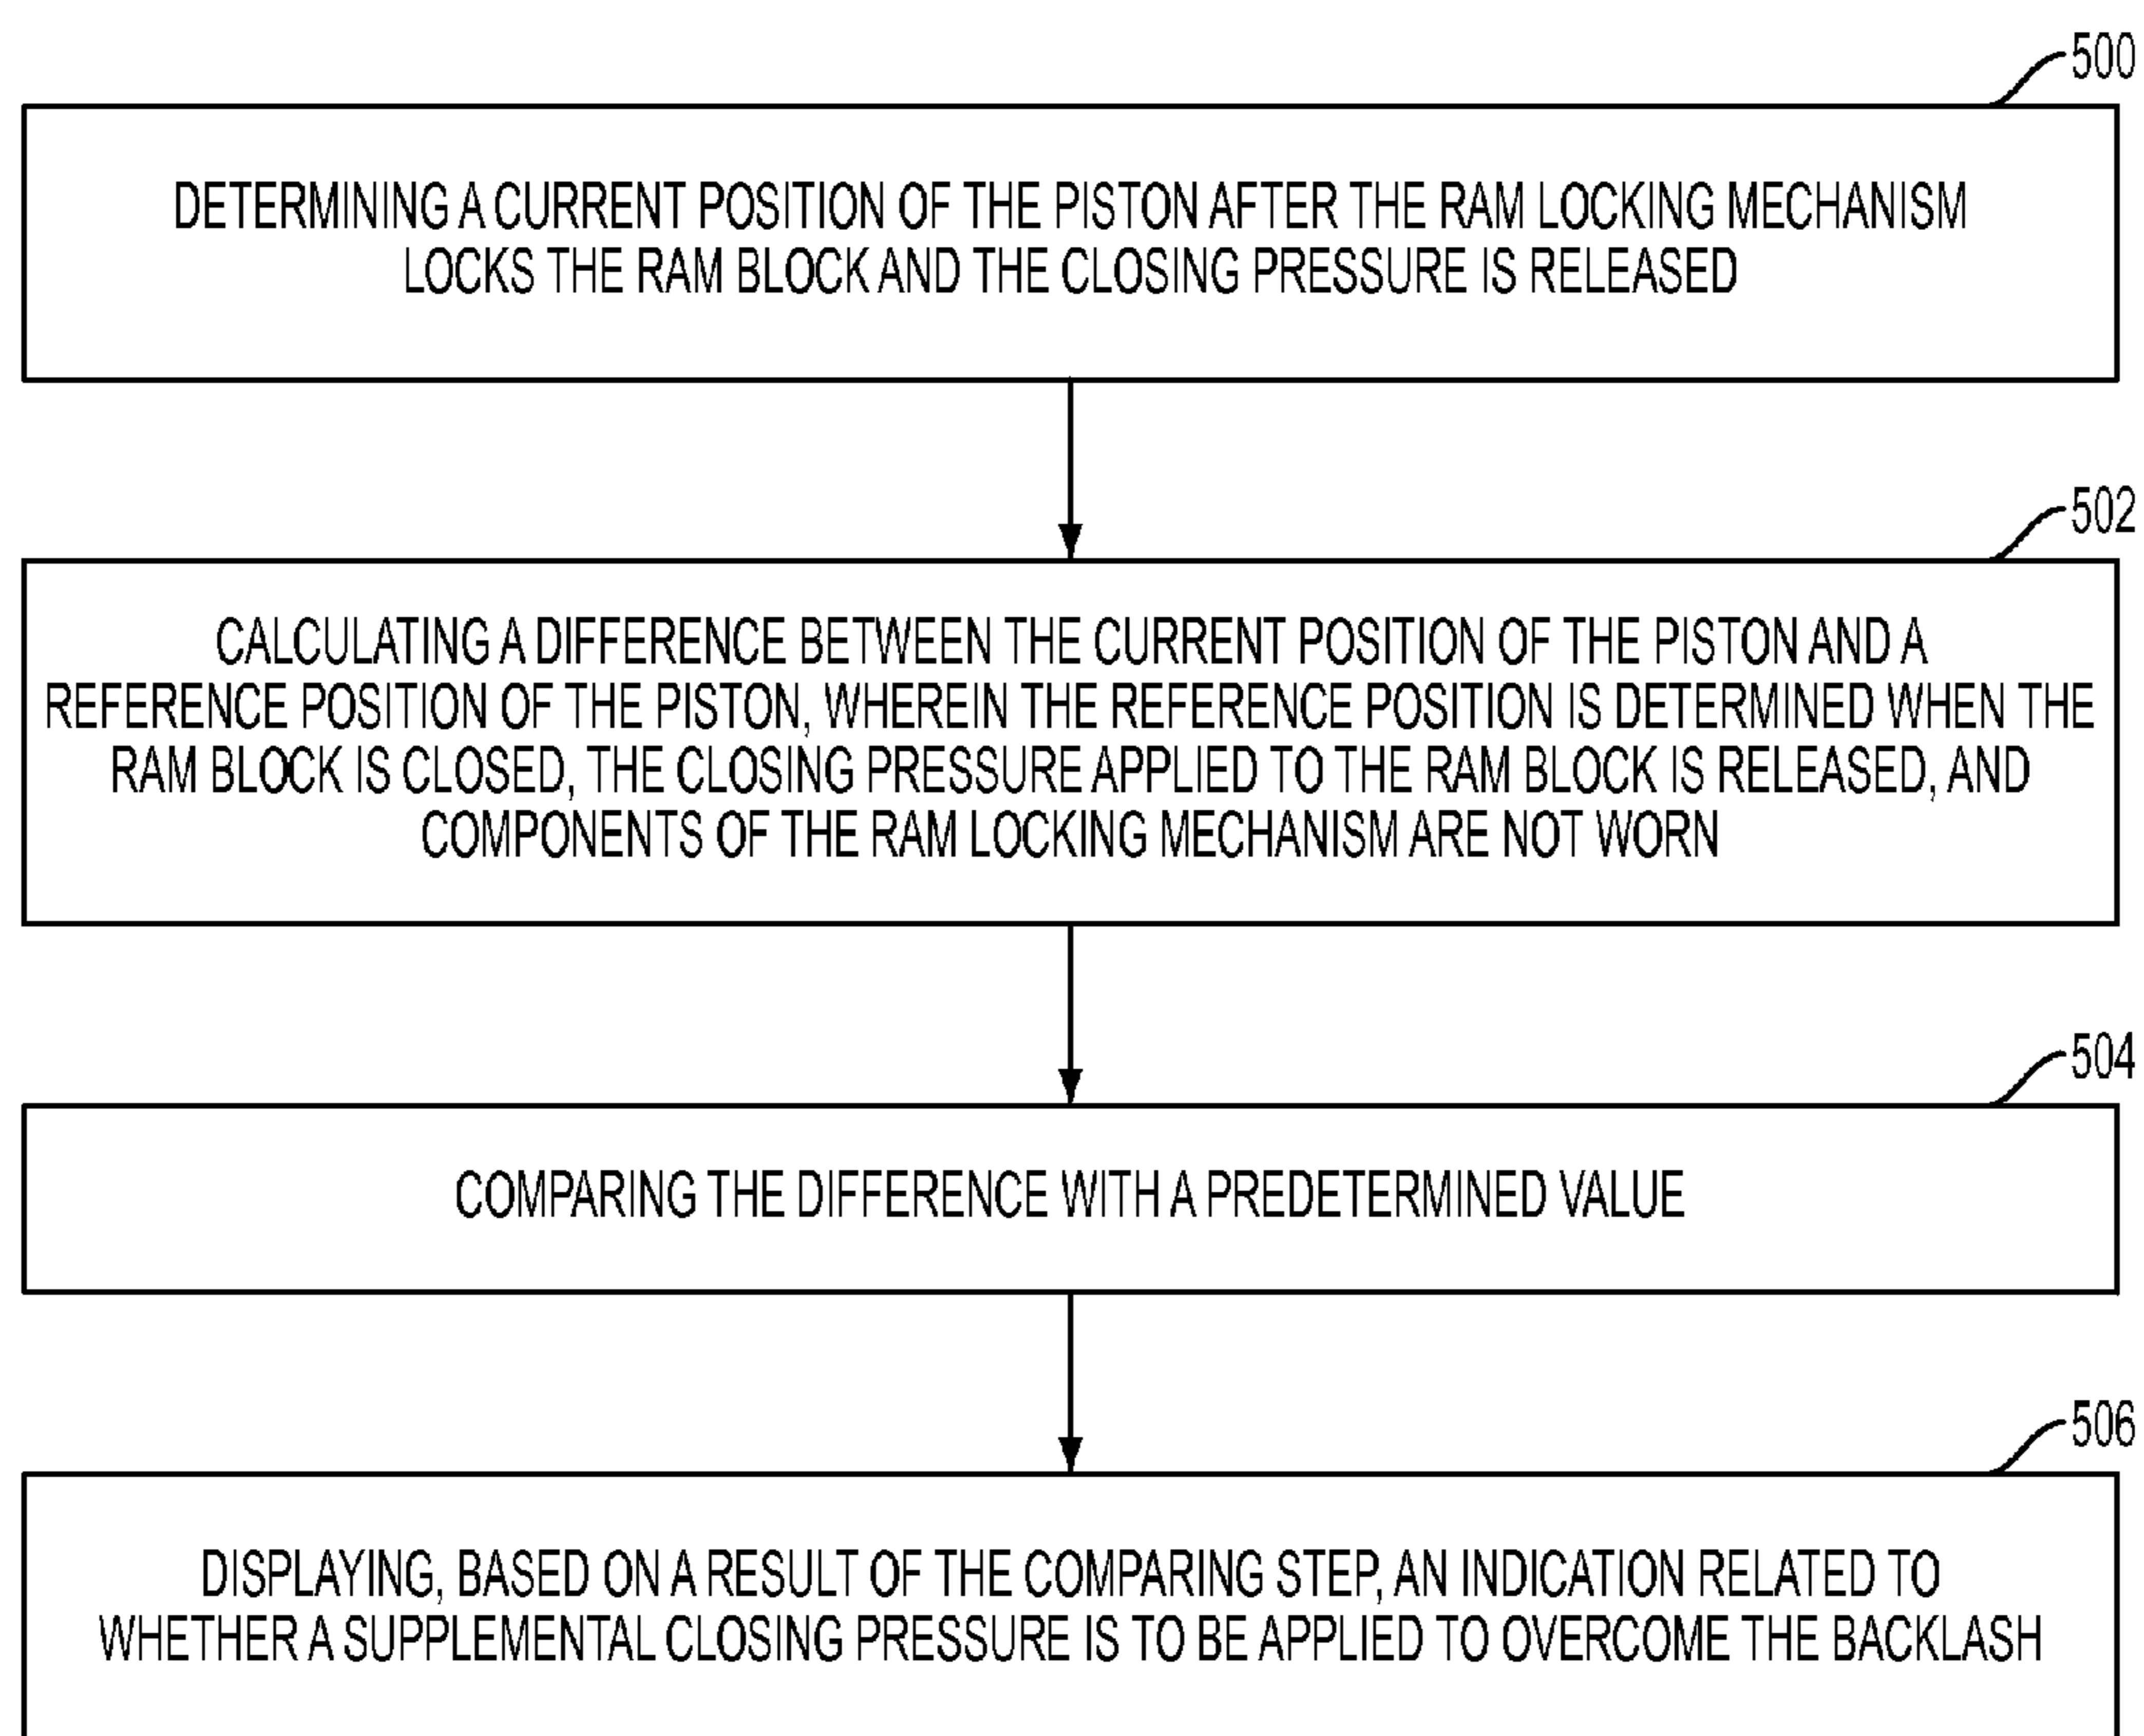 500
DETERMINING A CURRENT POSITION OF THE PISTON AFTER THE RAM LOCKING MECHANISM
LOCKS THE RAM BLOCK AND THE CLOSING PRESSURE IS RELEASED
502
CALCULATING A DIFFERENCE BETWEEN THE CURRENT POSITION OF THE PISTON AND A
REFERENCE POSITION OF THE PISTON, WHEREIN THE REFERENCE POSITION IS DETERMINED WHEN THE
RAM BLOCK IS CLOSED, THE CLOSING PRESSURE APPLIED TO THE RAM BLOCK IS RELEASED, AND
COMPONENTS OF THE RAM LOCKING MECHANISM ARE NOT WORN
504
COMPARING THE DIFFERENCE WITH A PREDETERMINED VALUE
506
DISPLAYING, BASED ON A RESULT OF THE COMPARING STEP, AN INDICATION RELATED TO
WHETHER A SUPPLEMENTAL CLOSING PRESSURE IS TO BE APPLIED TO OVERCOME THE BACKLASH